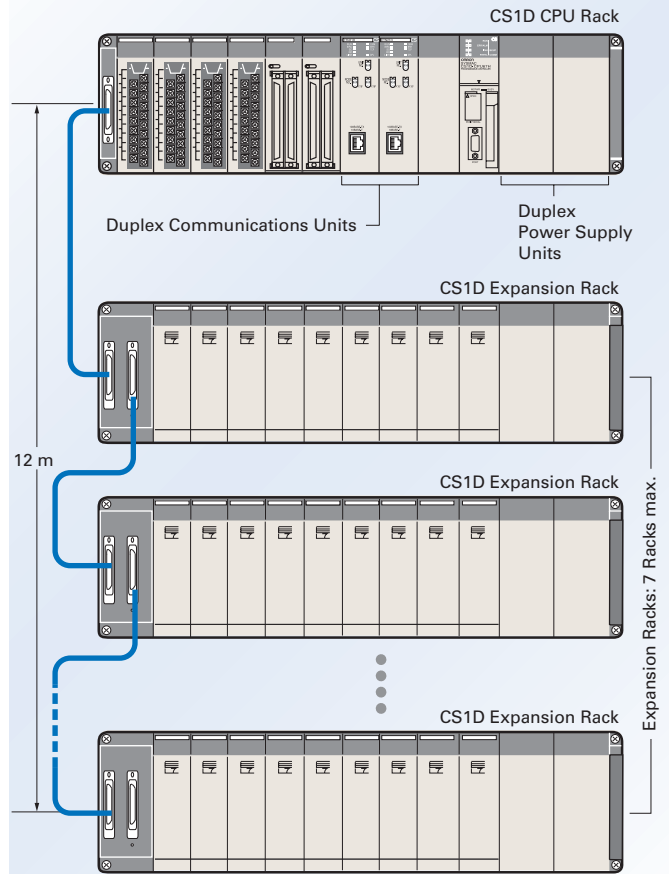 CS1D CPU Rack
Duplex Communications Units
Duplex
Power Supply
Units
CS1D Expansion Rack
12 m
CS1D Expansion Rack
Expansion Racks: 7 Racks max.
CS1D Expansion Rack